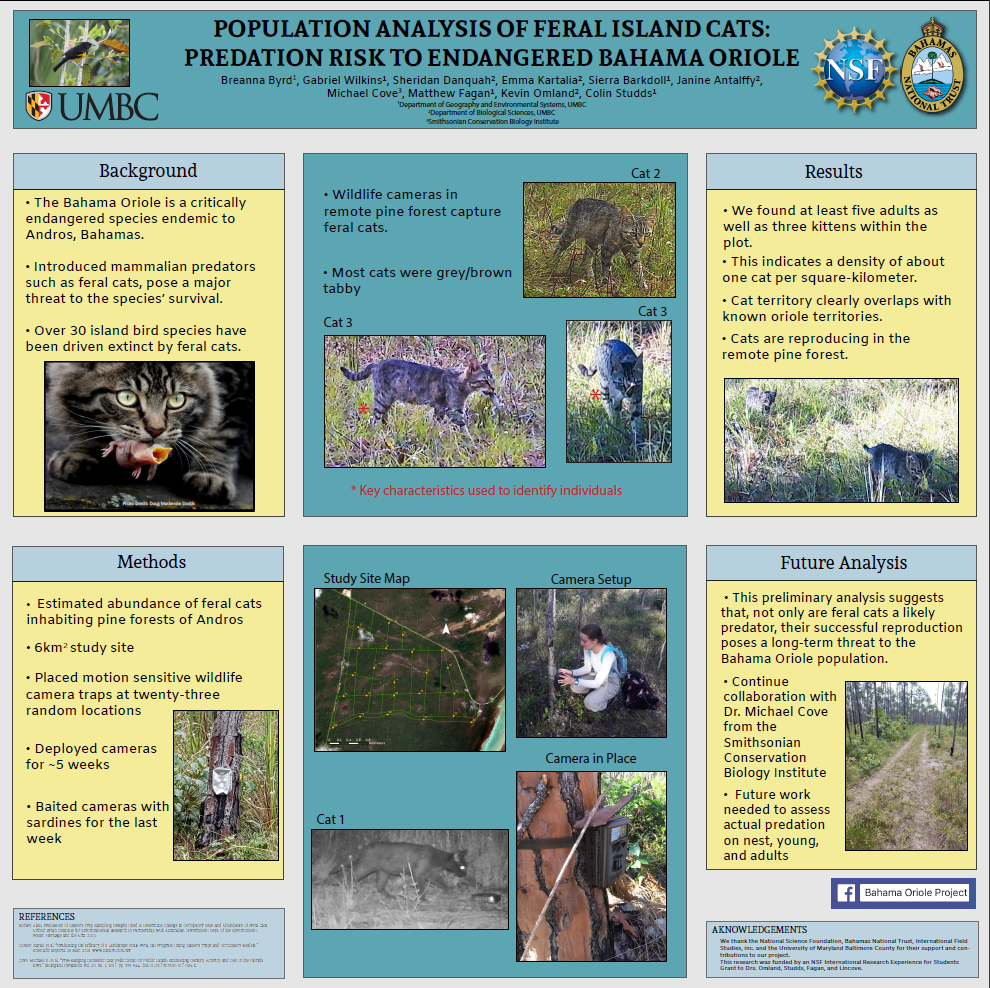 POPULATION ANALYSIS OF FERAL ISLAND CATS:
PREDATION RISK TO ENDANGERED BAHAMA ORIOLE
Breanna Byrd¹, Gabriel Wilkins¹, Sheridan Danquah², Emma Kartalia², Sierra Barkdoll¹, Janine Antalffy²,
Michael Cove³, Matthew Fagan¹, Kevin Omland², Colin Studds¹
¹Department of Geography and Environmental Systems, UMBC
²Department of Biological Sciences, UMBC
³Smithsonian Conservation Biology Institute
UMBC
NSF
BAHAMAS
NATIONAL TRUST
Background
• The Bahama Oriole is a critically
endangered species endemic to
Andros, Bahamas.
• Introduced mammalian predators
such as feral cats, pose a major
threat to the species’ survival.
• Over 30 island bird species have
been driven extinct by feral cats.
Photo Credit: Doug Mackenzie Dodds
• Wildlife cameras in
remote pine forest capture
feral cats.
• Most cats were grey/brown
tabby
Cat 2
Cat 3
Cat 3
*
*
* Key characteristics used to identify individuals
Results
• We found at least five adults as
well as three kittens within the
plot.
• This indicates a density of about
one cat per square-kilometer.
• Cat territory clearly overlaps with
known oriole territories.
• Cats are reproducing in the
remote pine forest.
Methods
• Estimated abundance of feral cats
inhabiting pine forests of Andros
• 6km² study site
• Placed motion sensitive wildlife
camera traps at twenty-three
random locations
• Deployed cameras
for ~5 weeks
• Baited cameras with
sardines for the last
week
Study Site Map
Camera Setup
Camera in Place
Cat 1
Future Analysis
• This preliminary analysis suggests
that, not only are feral cats a likely
predator, their successful reproduction
poses a long-term threat to the
Bahama Oriole population.
• Continue
collaboration with
Dr. Michael Cove
from the
Smithsonian
Conservation
Biology Institute
• Future work
needed to assess
actual predation
on nest, young,
and adults
Bahama Oriole Project
REFERENCES
AKNOWLEDGEMENTS
We thank the National Science Foundation, Bahamas National Trust, International Field
Studies, Inc. and the University of Maryland Baltimore County for their support and con-
tributions to our project.
This research was funded by an NSF International Research Experience for Students
Grant to Drs. Omland, Studds, Fagan, and Lincove.